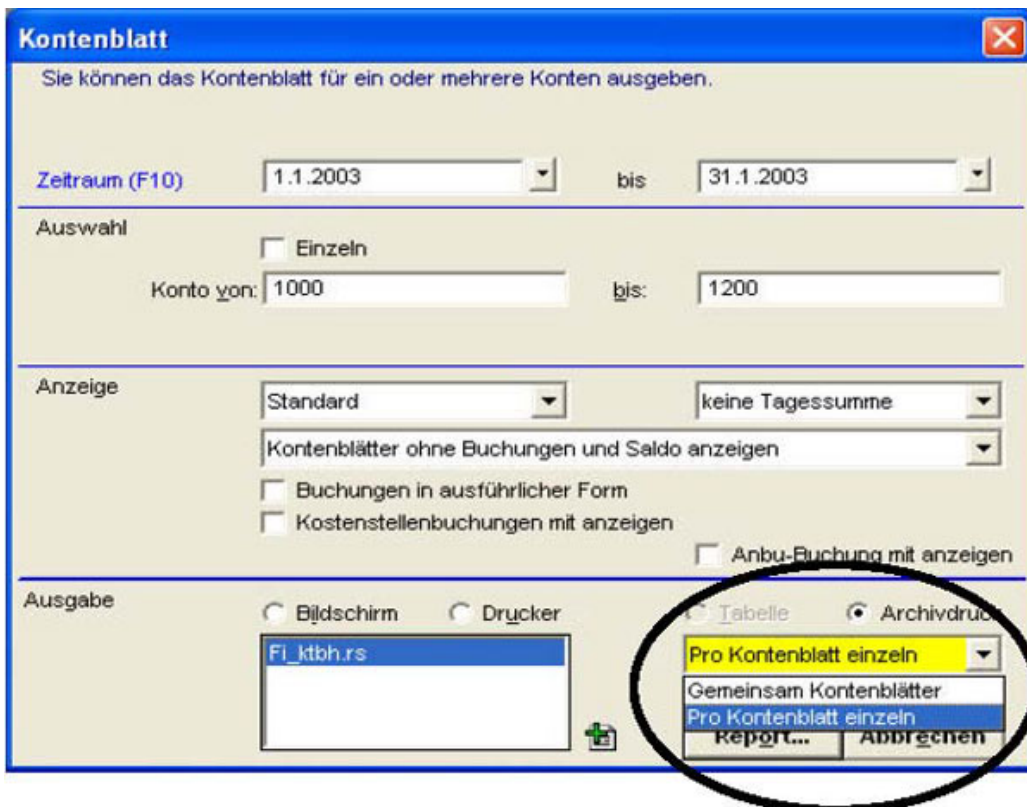 Kontenblatt
Sie können das Kontenblatt für ein oder mehrere Konten ausgeben.
Zeitraum (F10) 1.1.2003 bis 31.1.2003
Auswahl
Einzeln
Konto von: 1000 bis: 1200
Anzeige
Standard keine Tagessumme
Kontenblätter ohne Buchungen und Saldo anzeigen
Buchungen in ausführlicher Form
Kostenstellenbuchungen mit anzeigen
Anbu-Buchung mit anzeigen
Ausgabe
Bildschirm Drucker Tabelle Archivdruck
Fi_ktbh.rs Pro Kontenblatt einzeln
Gemeinsam Kontenblätter
Pro Kontenblatt einzeln
Report... Abbrechen